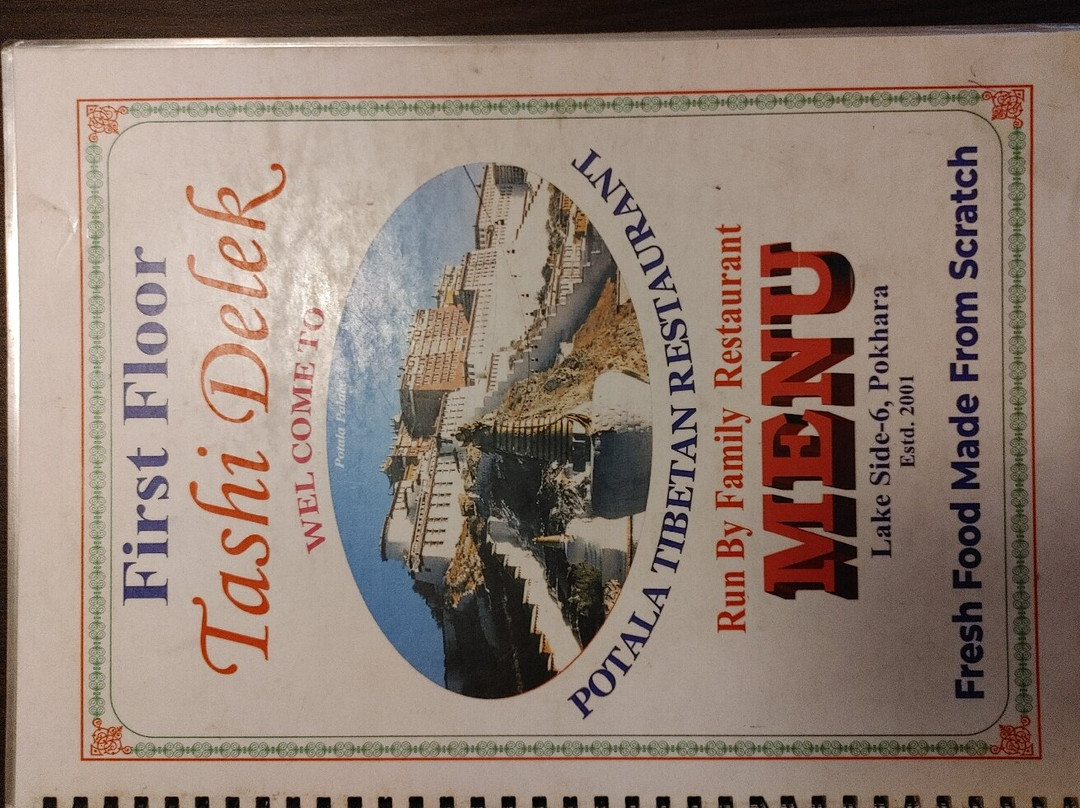 First Floor
Tashi Delek
WEL COME TO
Potala Palace
POTALA TIBETAN RESTAURANT
Run By Family Restaurant
MENU
Lake Side-6, Pokhara
Estd. 2001
Fresh Food Made From Scratch